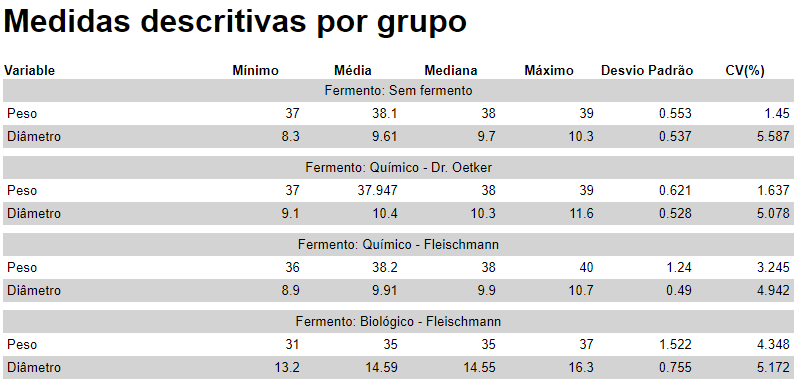 Medidas descritivas por grupo
Variable Mínimo Média Mediana Máximo Desvio Padrão CV(%)
Fermento: Sem fermento
Peso 37 38.1 38 39 0.553 1.45
Diâmetro 8.3 9.61 9.7 10.3 0.537 5.587
Fermento: Químico - Dr. Oetker
Peso 37 37.947 38 39 0.621 1.637
Diâmetro 9.1 10.4 10.3 11.6 0.528 5.078
Fermento: Químico - Fleischmann
Peso 36 38.2 38 40 1.24 3.245
Diâmetro 8.9 9.91 9.9 10.7 0.49 4.942
Fermento: Biológico - Fleischmann
Peso 31 35 35 37 1.522 4.348
Diâmetro 13.2 14.59 14.55 16.3 0.755 5.172